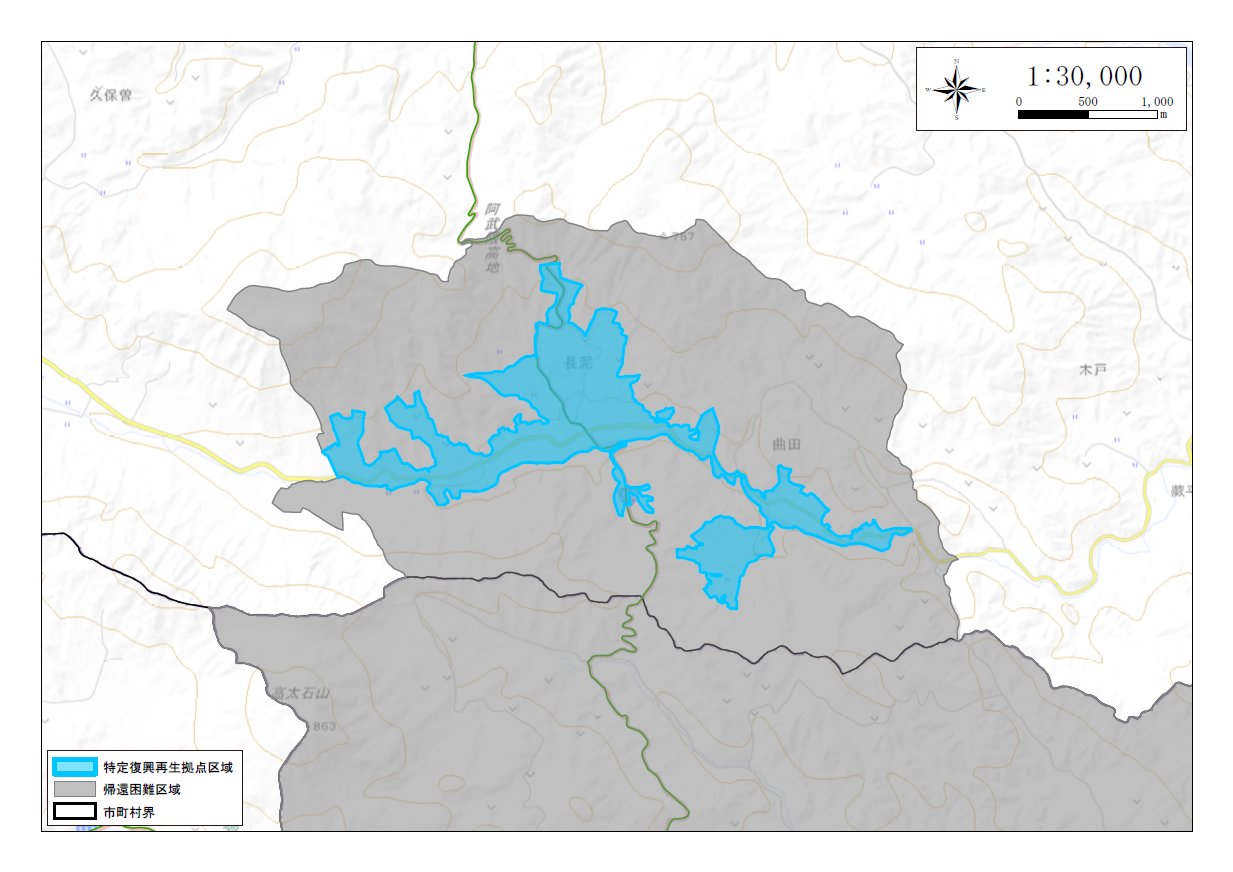 久保曽
N
W
E
S
1:30,000
0 500 1,000
m
阿武隈高地
757
長泥
木戸
曲田
蕨平
高太石山
863
特定復興再生拠点区域
帰還困難区域
市町村界